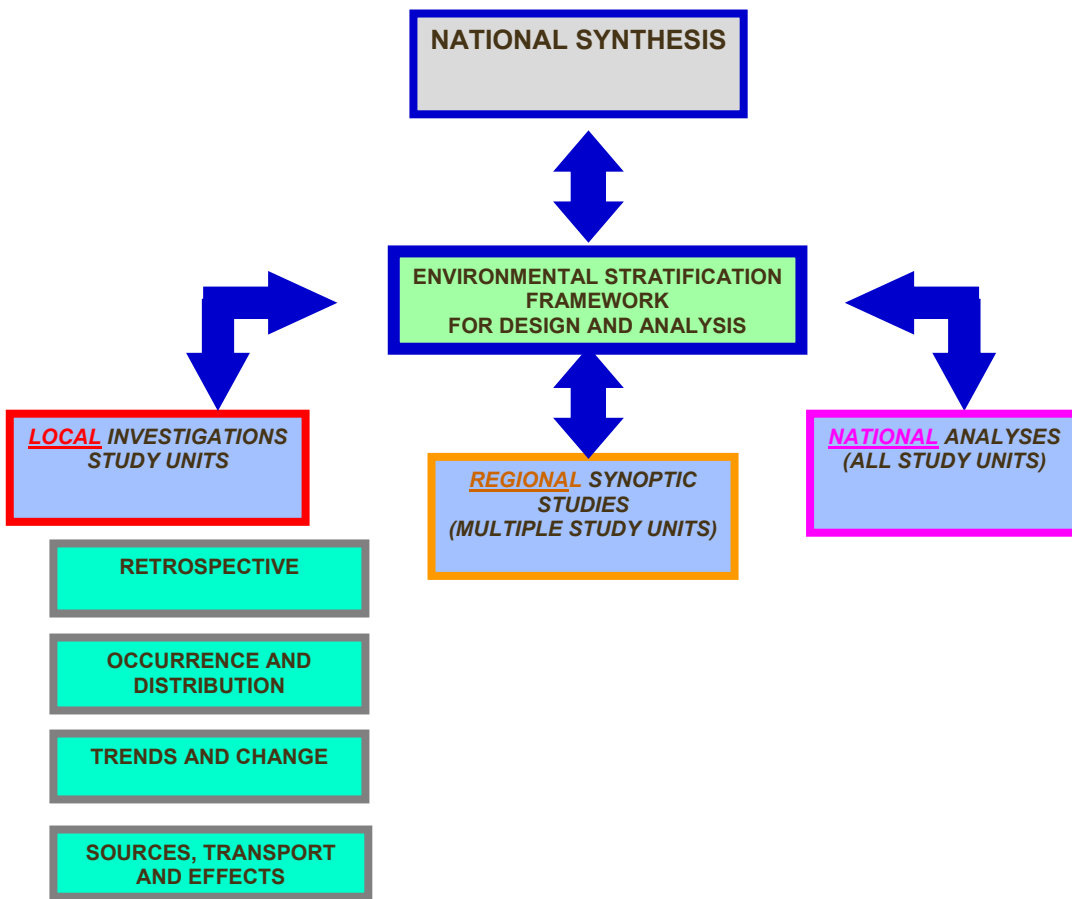 NATIONAL SYNTHESIS
ENVIRONMENTAL STRATIFICATION
FRAMEWORK
FOR DESIGN AND ANALYSIS
LOCAL INVESTIGATIONS
STUDY UNITS
REGIONAL SYNOPTIC
STUDIES
(MULTIPLE STUDY UNITS)
NATIONAL ANALYSES
(ALL STUDY UNITS)
RETROSPECTIVE
OCCURRENCE AND
DISTRIBUTION
TRENDS AND CHANGE
SOURCES, TRANSPORT
AND EFFECTS